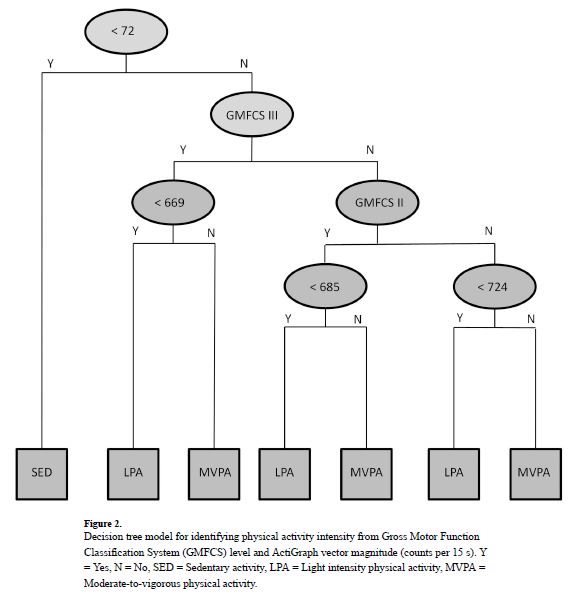 < 72
Y N
GMFCS III
Y N
< 669 GMFCS II
Y N Y N
< 685 < 724
Y N Y N
SED LPA MVPA LPA MVPA LPA MVPA
Figure 2.
Decision tree model for identifying physical activity intensity from Gross Motor Function
Classification System (GMFCS) level and ActiGraph vector magnitude (counts per 15 s). Y
= Yes, N = No, SED = Sedentary activity, LPA = Light intensity physical activity, MVPA =
Moderate-to-vigorous physical activity.